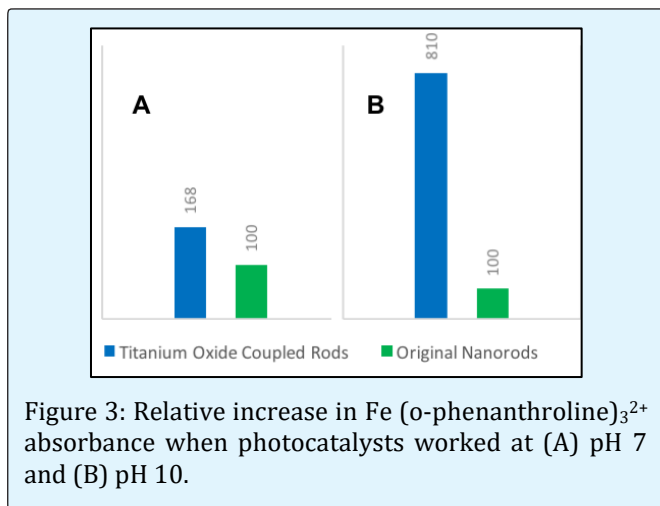 A
168
100
B
810
100
Titanium Oxide Coupled Rods
Original Nanorods
Figure 3: Relative increase in Fe (o-phenanthroline)₃²⁺
absorbance when photocatalysts worked at (A) pH 7
and (B) pH 10.